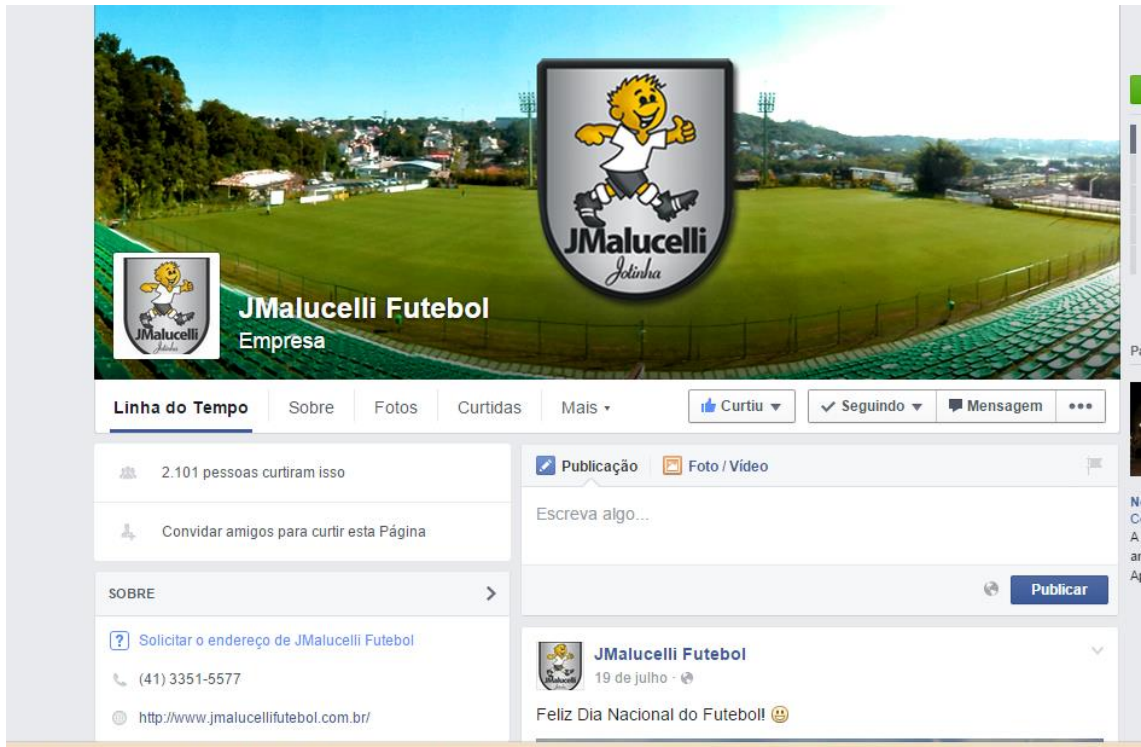 JMalucelli
Jotinha
JMalucelli
Jotinha
JMalucelli Futebol
Empresa
Linha do Tempo Sobre Fotos Curtidas Mais Curtiu Seguindo Mensagem
2.101 pessoas curtiram isso
Convidar amigos para curtir esta Página
SOBRE
? Solicitar o endereço de JMalucelli Futebol
(41) 3351-5577
http://www.jmalucellifutebol.com.br/
Publicação Foto / Vídeo
Escreva algo...
Publicar
JMalucelli Futebol
19 de julho ·
Feliz Dia Nacional do Futebol!